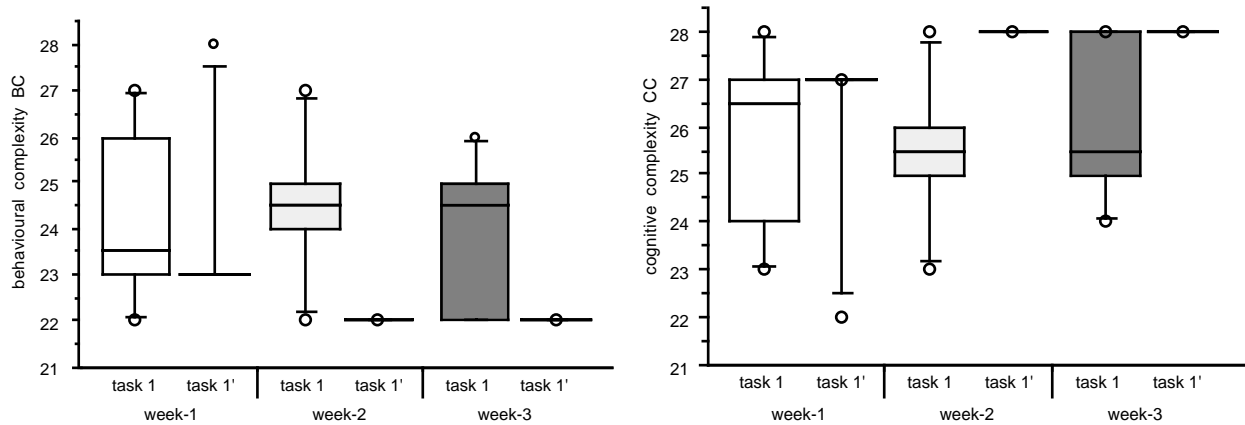 behavioural complexity BC
28
27
26
25
24
23
22
21
task 1 task 1' task 1 task 1' task 1 task 1'
week-1 week-2 week-3
cognitive complexity CC
28
27
26
25
24
23
22
21
task 1 task 1' task 1 task 1' task 1 task 1'
week-1 week-2 week-3